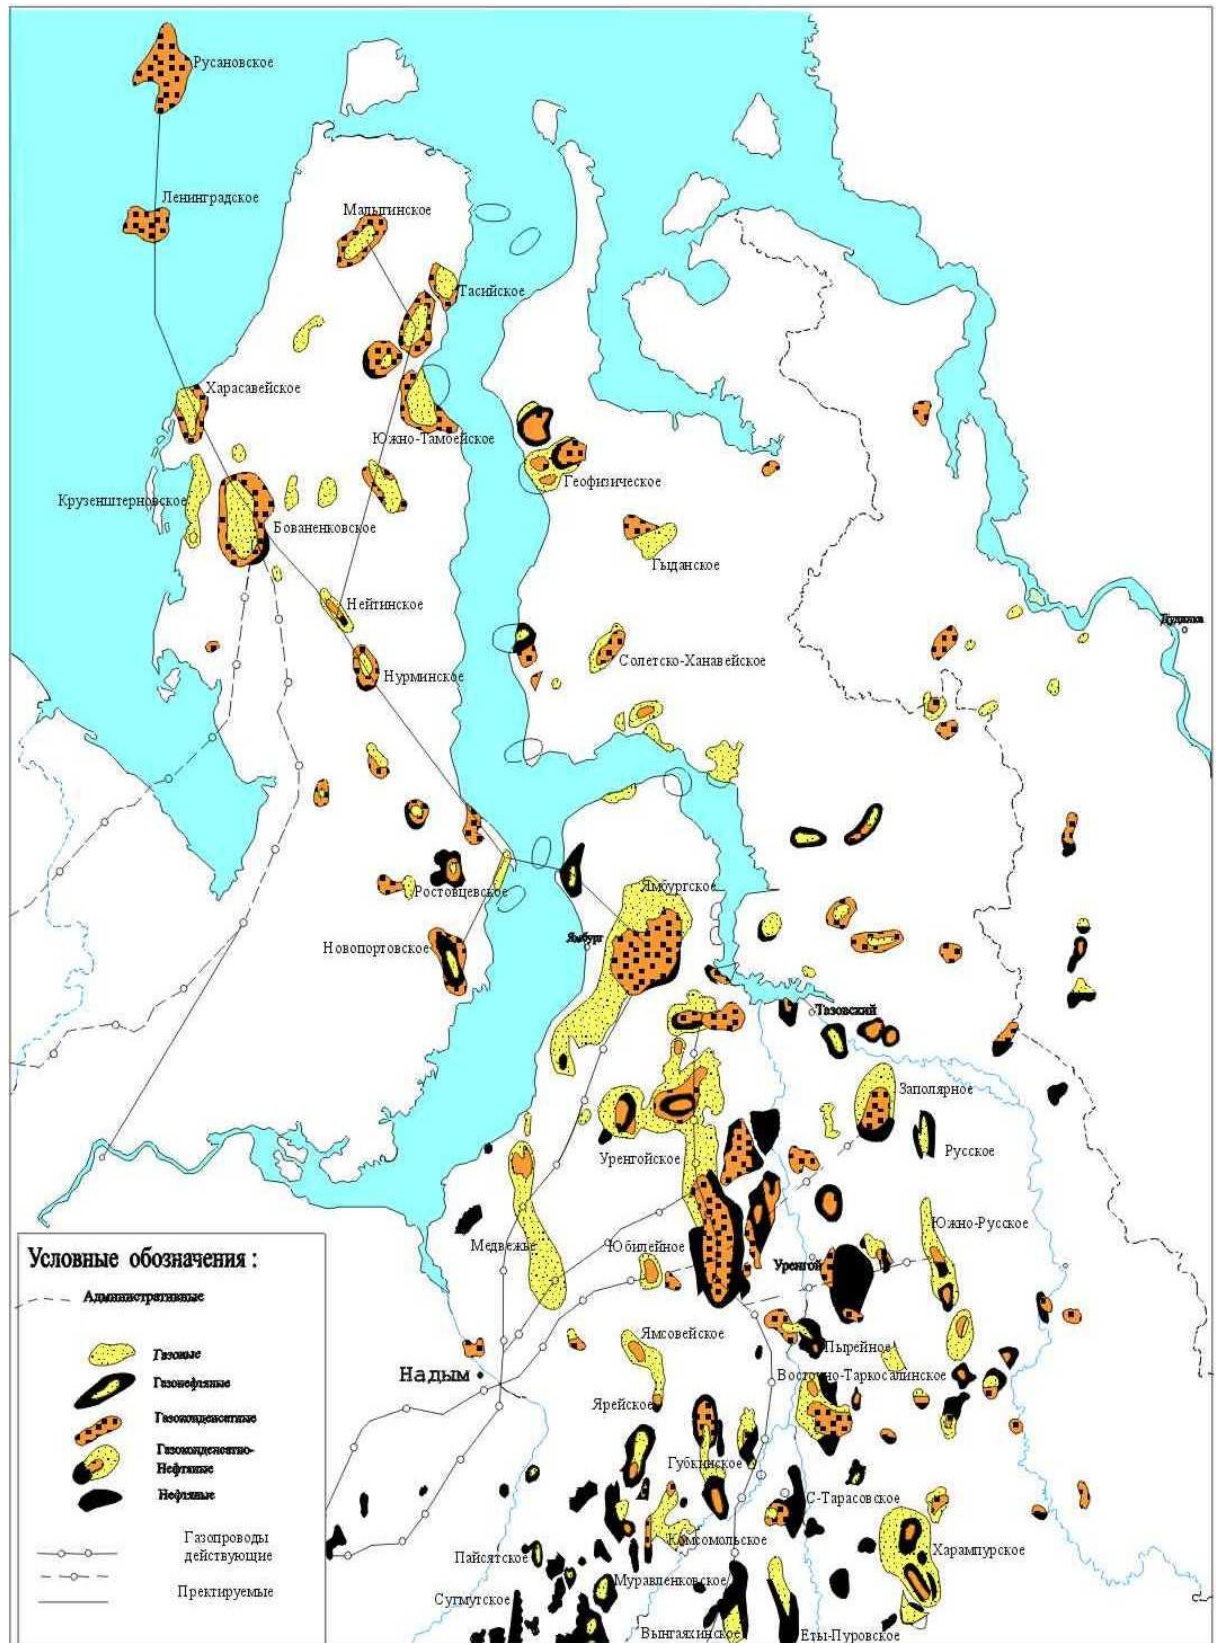 Русановское
Ленинградское
Малыгинское
Тасийское
Харасавейское
Южно-Тамбейское
Крузенштерновское
Геофизическое
Бованенковское
Гыданское
Нейтинское
Дудинка
Солетско-Ханавейское
Нурминское
Ямбургское
Ростовцевское
Ямбург
Новопортовское
Тазовский
Заполярное
Русское
Уренгойское
Южно-Русское
Медвежье
Юбилейное
Уренгой
Условные обозначения :
Административные
Ямсовейское
Пырейное
Газовые
Надым
Восточно-Таркосалинское
Газонефтяные
Ярейское
Газоконденсатные
Газоконденсатно-
Нефтяные
Губкинское
Нефтяные
С-Тарасовское
Газопроводы
действующие
Комсомольское
Харампурское
Пайсятское
Пректируемые
Муравленковское
Сугмутское
Вынгаяхинское
Еты-Пуровское